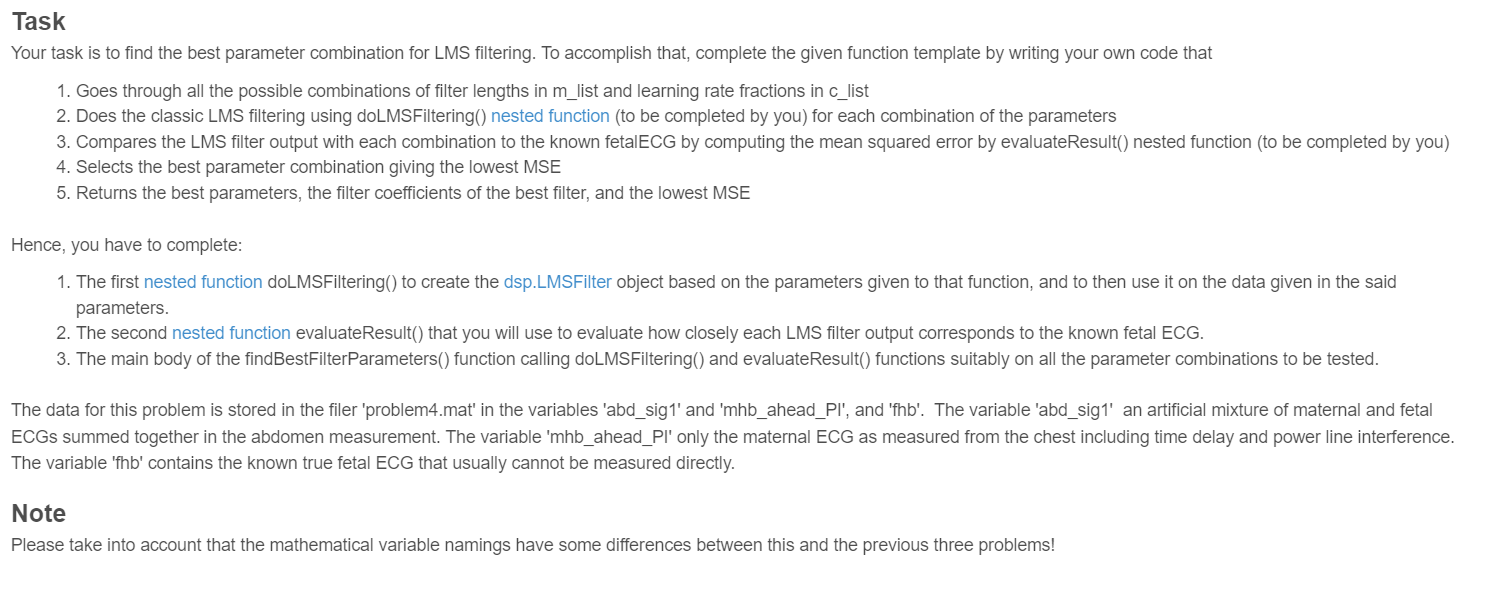 Task
Your task is to find the best parameter combination for LMS filtering. To accomplish that, complete the given function template by writing your own code that
1. Goes through all the possible combinations of filter lengths in m_list and learning rate fractions in c_list
2. Does the classic LMS filtering using doLMSFiltering() nested function (to be completed by you) for each combination of the parameters
3. Compares the LMS filter output with each combination to the known fetalECG by computing the mean squared error by evaluateResult() nested function (to be completed by you)
4. Selects the best parameter combination giving the lowest MSE
5. Returns the best parameters, the filter coefficients of the best filter, and the lowest MSE
Hence, you have to complete:
1. The first nested function doLMSFiltering() to create the dsp.LMSFilter object based on the parameters given to that function, and to then use it on the data given in the said
parameters.
2. The second nested function evaluateResult() that you will use to evaluate how closely each LMS filter output corresponds to the known fetal ECG.
3. The main body of the findBestFilterParameters() function calling doLMSFiltering() and evaluateResult() functions suitably on all the parameter combinations to be tested.
The data for this problem is stored in the filer 'problem4.mat' in the variables 'abd_sig1' and 'mhb_ahead_PI', and 'fhb'.  The variable 'abd_sig1'  an artificial mixture of maternal and fetal
ECGs summed together in the abdomen measurement. The variable 'mhb_ahead_PI' only the maternal ECG as measured from the chest including time delay and power line interference.
The variable 'fhb' contains the known true fetal ECG that usually cannot be measured directly.
Note
Please take into account that the mathematical variable namings have some differences between this and the previous three problems!